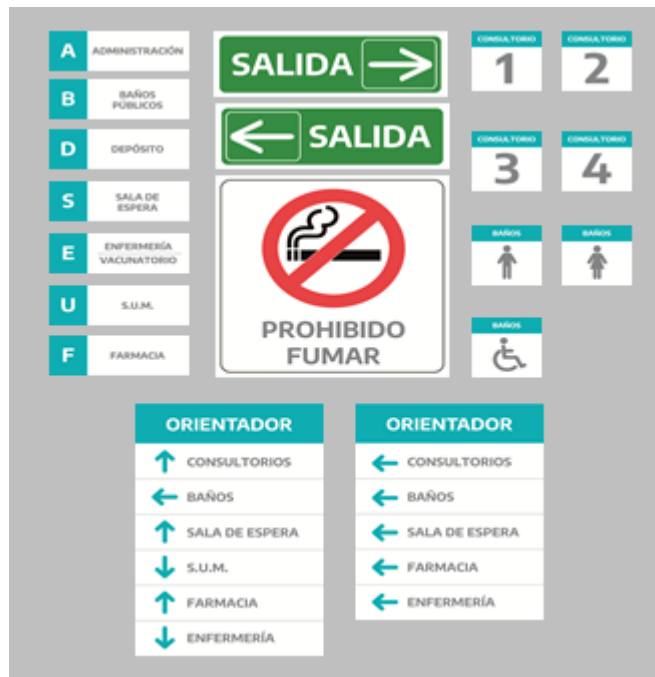 A ADMINISTRACIÓN
B BAÑOS
PÚBLICOS
D DEPÓSITO
S SALA DE
ESPERA
E ENFERMERÍA
VACUNATORIO
U S.U.M.
F FARMACIA
SALIDA
SALIDA
PROHIBIDO
FUMAR
CONSULTORIO
1
CONSULTORIO
2
CONSULTORIO
3
CONSULTORIO
4
BAÑOS
BAÑOS
BAÑOS
ORIENTADOR
CONSULTORIOS
BAÑOS
SALA DE ESPERA
S.U.M.
FARMACIA
ENFERMERÍA
ORIENTADOR
CONSULTORIOS
BAÑOS
SALA DE ESPERA
FARMACIA
ENFERMERÍA